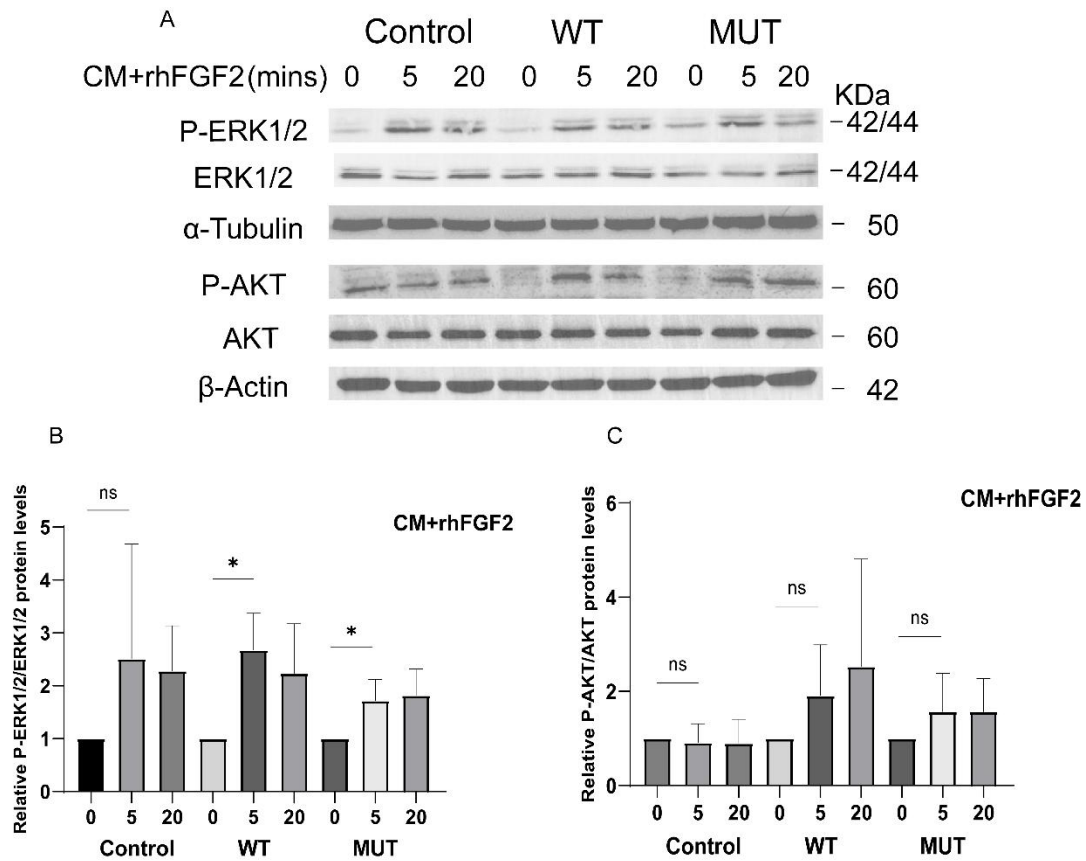 A
Control WT MUT
CM+rhFGF2(mins) 0 5 20 0 5 20 0 5 20
KDa
P-ERK1/2 -42/44
ERK1/2 -42/44
α-Tubulin - 50
P-AKT - 60
AKT - 60
β-Actin - 42
B
Relative P-ERK1/2/ERK1/2 protein levels
CM+rhFGF2
ns * *
5
4
3
2
1
0
0 5 20 0 5 20 0 5 20
Control WT MUT
C
Relative P-AKT/AKT protein levels
CM+rhFGF2
ns ns ns
6
4
2
0
0 5 20 0 5 20 0 5 20
Control WT MUT